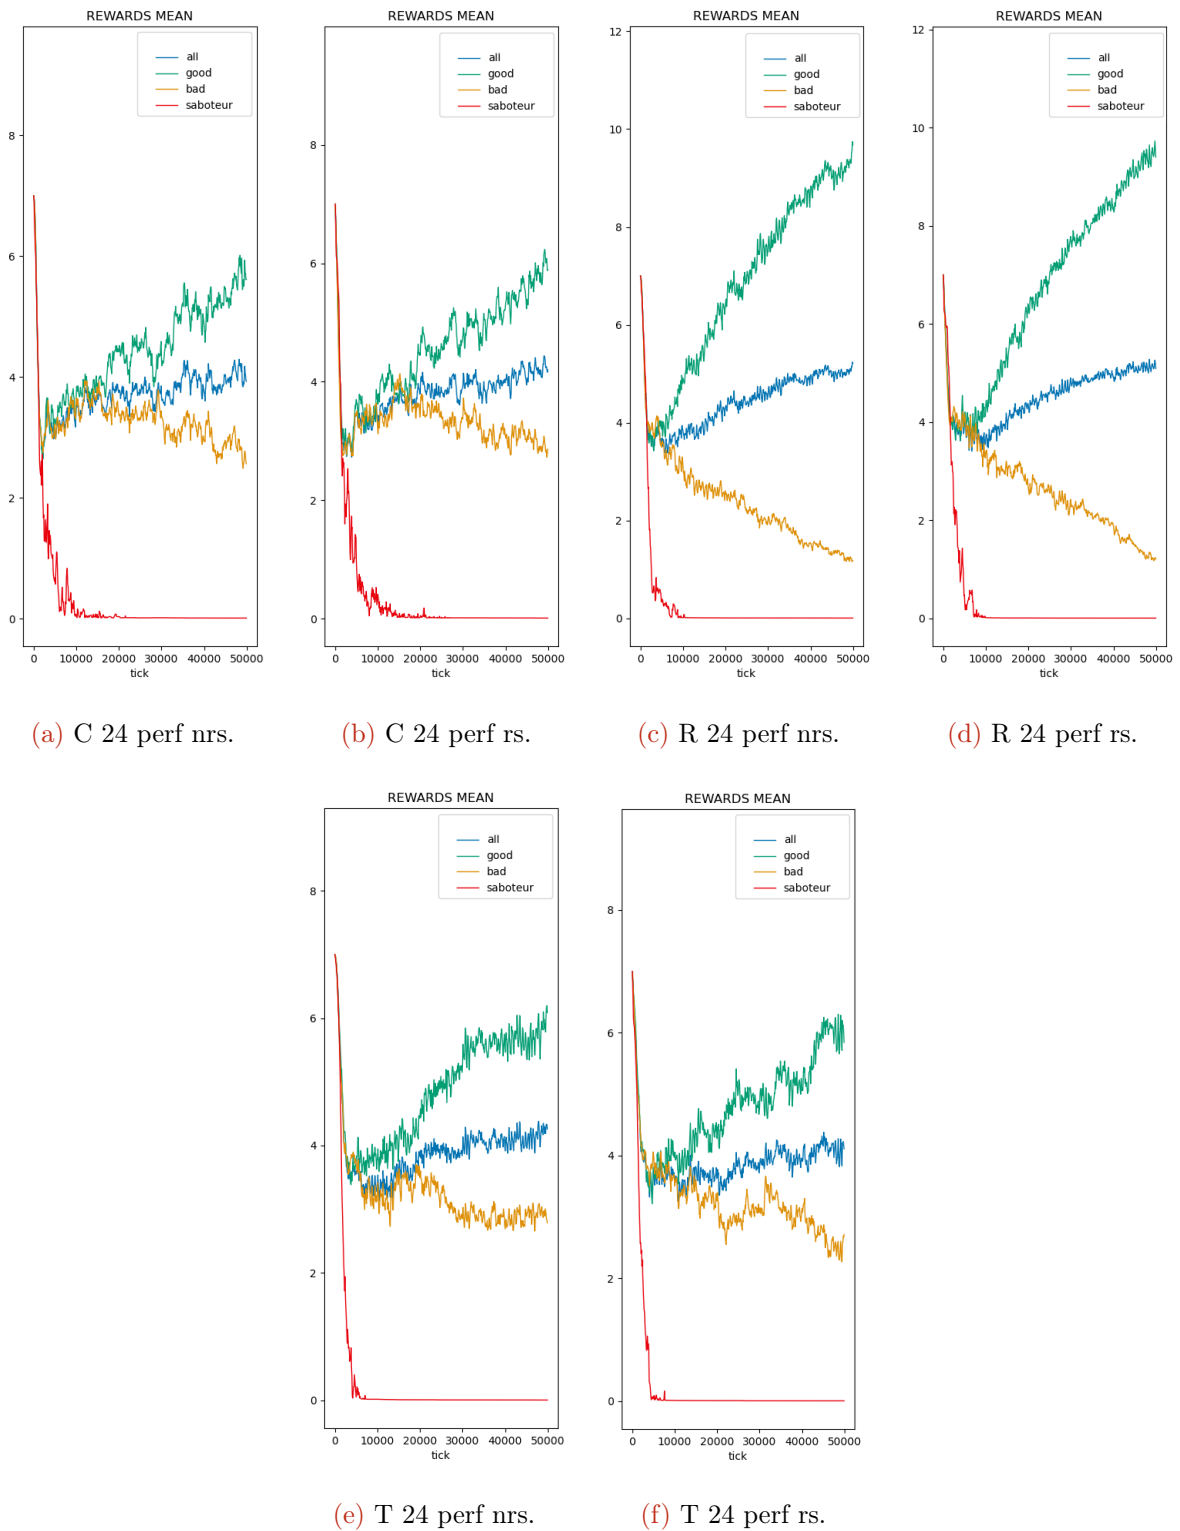 REWARDS MEAN
all
good
bad
saboteur
8
6
4
2
0
0 10000 20000 30000 40000 50000
tick
(a) C 24 perf nrs.
REWARDS MEAN
all
good
bad
saboteur
8
6
4
2
0
0 10000 20000 30000 40000 50000
tick
(b) C 24 perf rs.
REWARDS MEAN
all
good
bad
saboteur
12
10
8
6
4
2
0
0 10000 20000 30000 40000 50000
tick
(c) R 24 perf nrs.
REWARDS MEAN
all
good
bad
saboteur
12
10
8
6
4
2
0
0 10000 20000 30000 40000 50000
tick
(d) R 24 perf rs.
REWARDS MEAN
all
good
bad
saboteur
8
6
4
2
0
0 10000 20000 30000 40000 50000
tick
(e) T 24 perf nrs.
REWARDS MEAN
all
good
bad
saboteur
8
6
4
2
0
0 10000 20000 30000 40000 50000
tick
(f) T 24 perf rs.